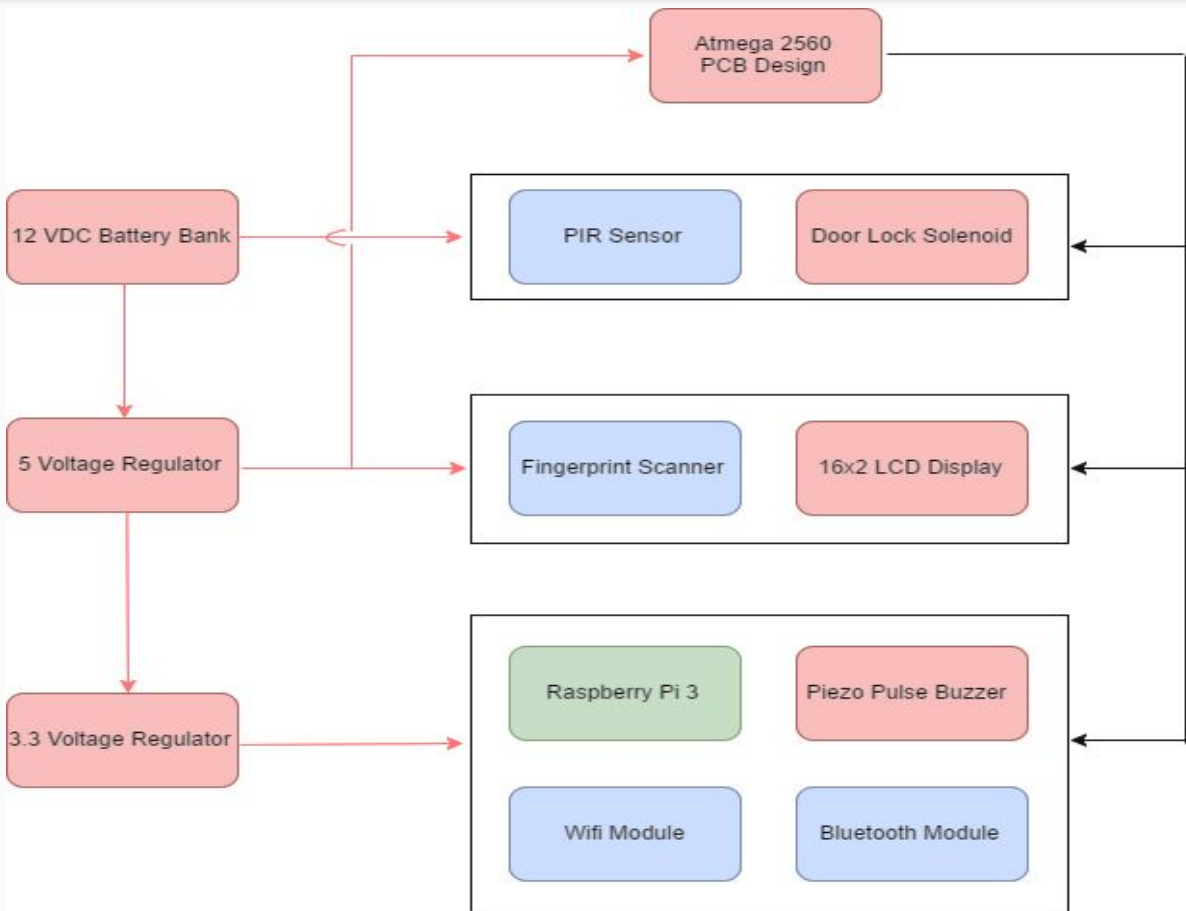 Atmega 2560
PCB Design
12 VDC Battery Bank
PIR Sensor
Door Lock Solenoid
5 Voltage Regulator
Fingerprint Scanner
16x2 LCD Display
Raspberry Pi 3
Piezo Pulse Buzzer
3.3 Voltage Regulator
Wifi Module
Bluetooth Module